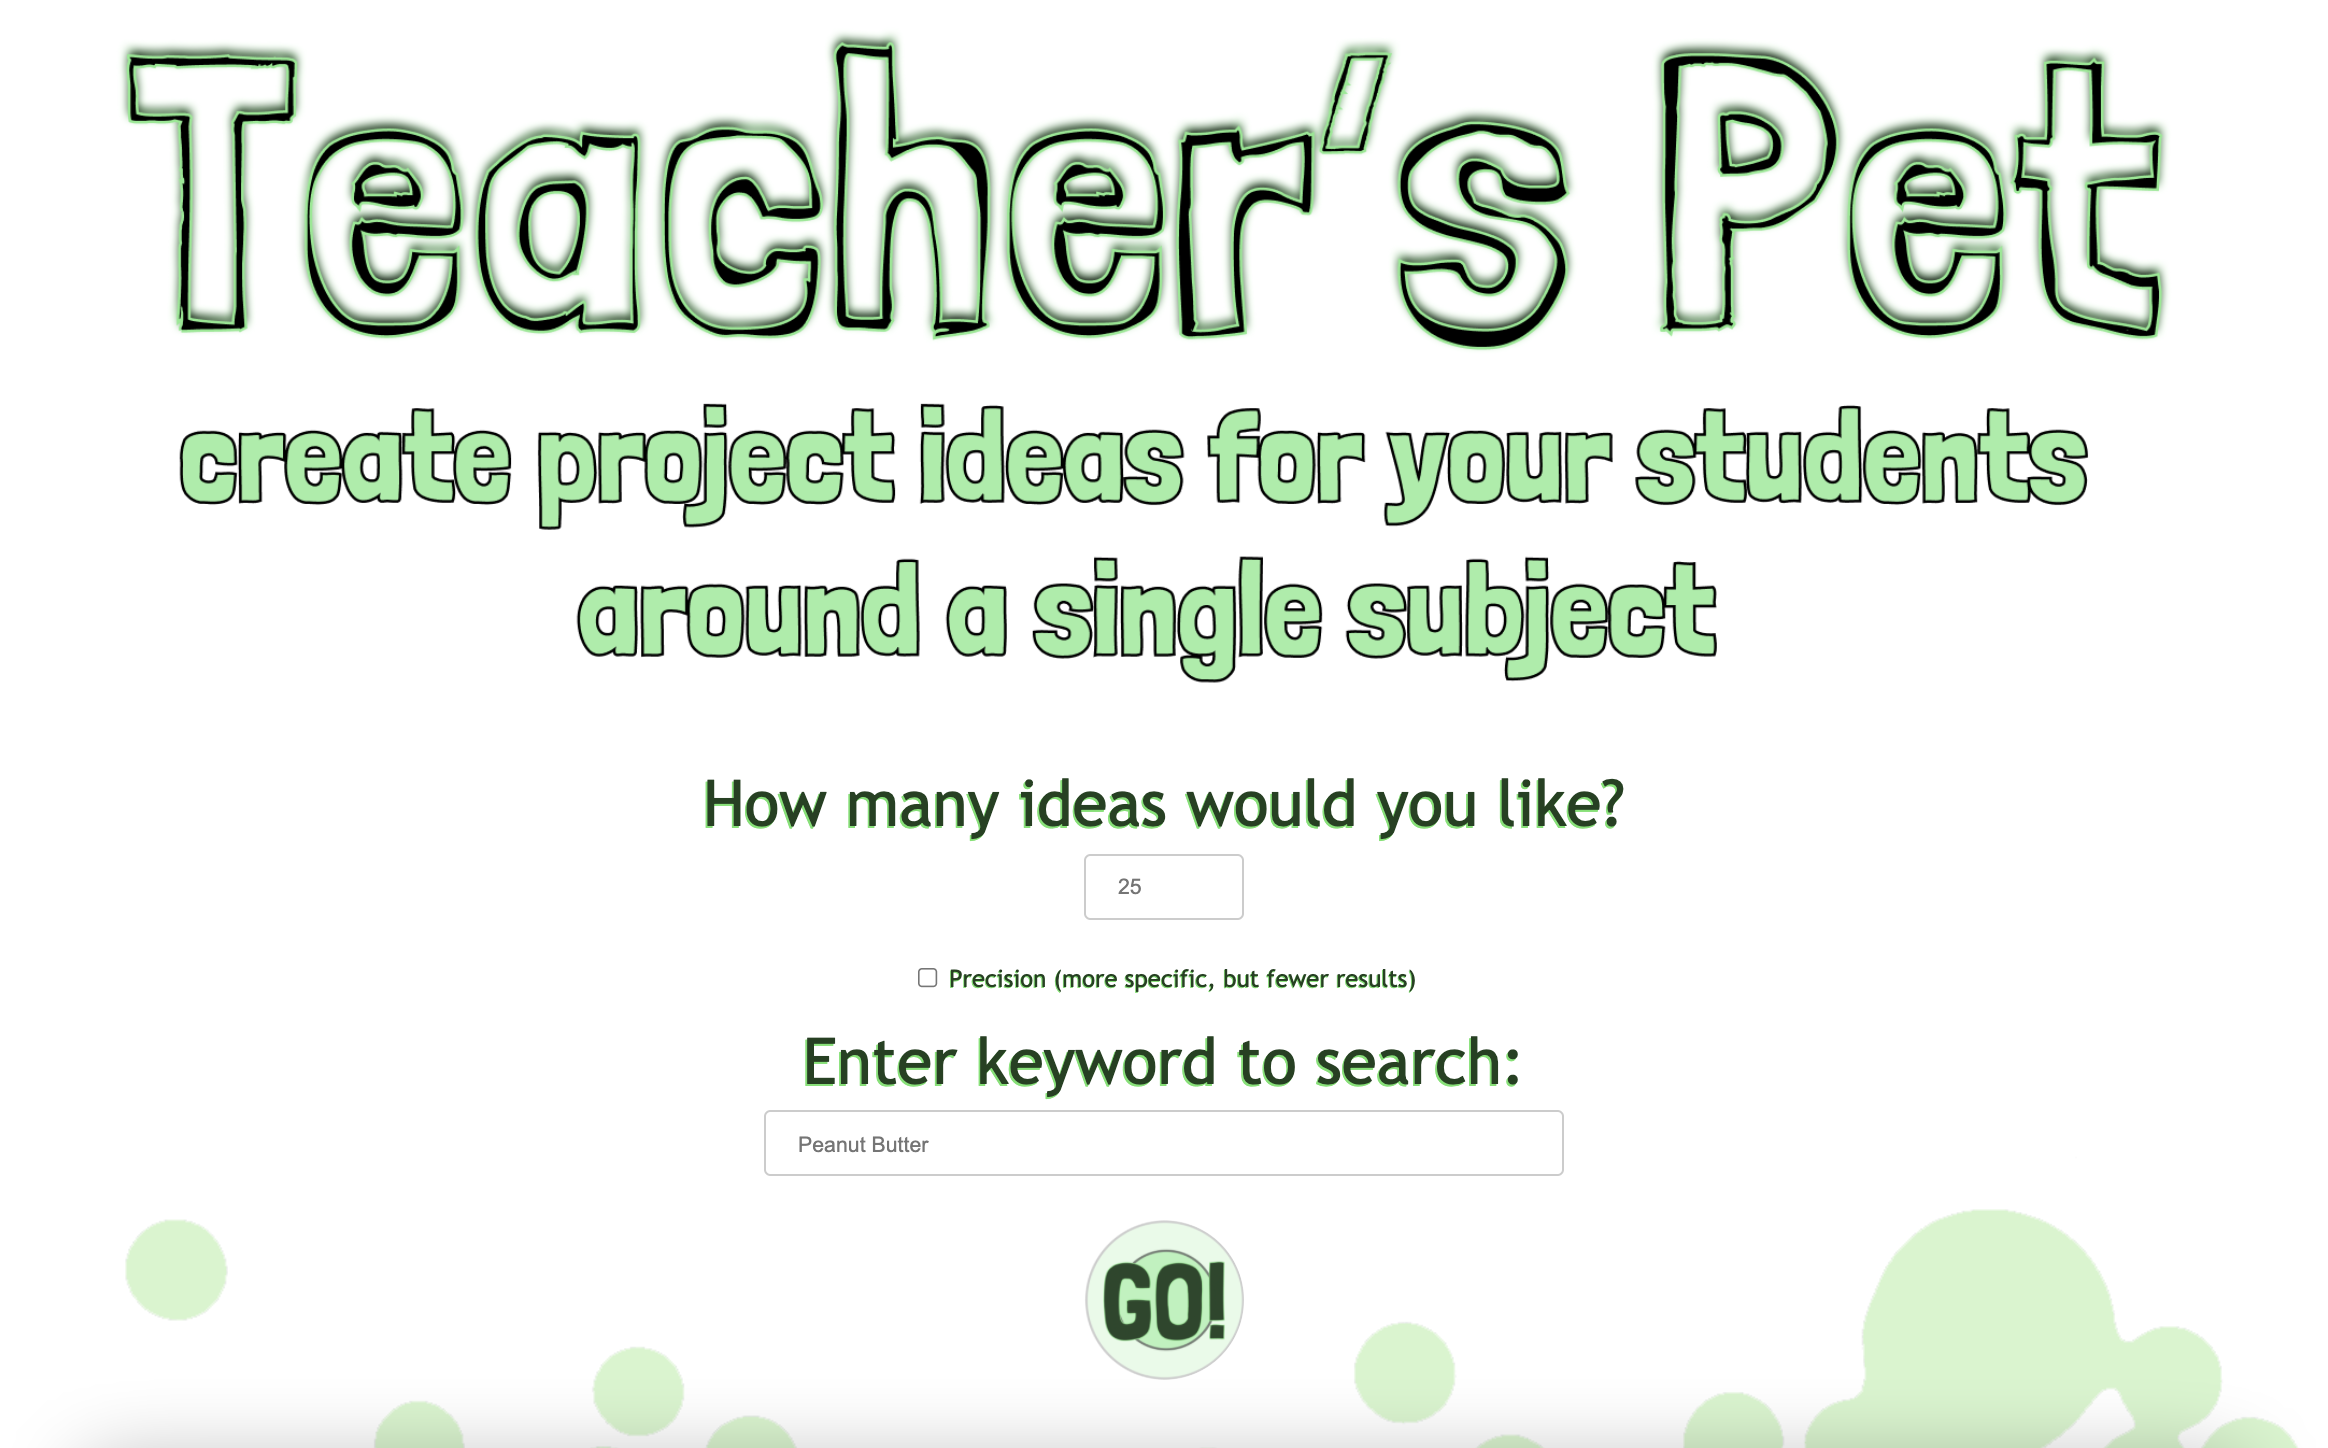 Teacher's Pet
create project ideas for your students
around a single subject
How many ideas would you like?
25
Precision (more specific, but fewer results)
Enter keyword to search:
Peanut Butter
GO!